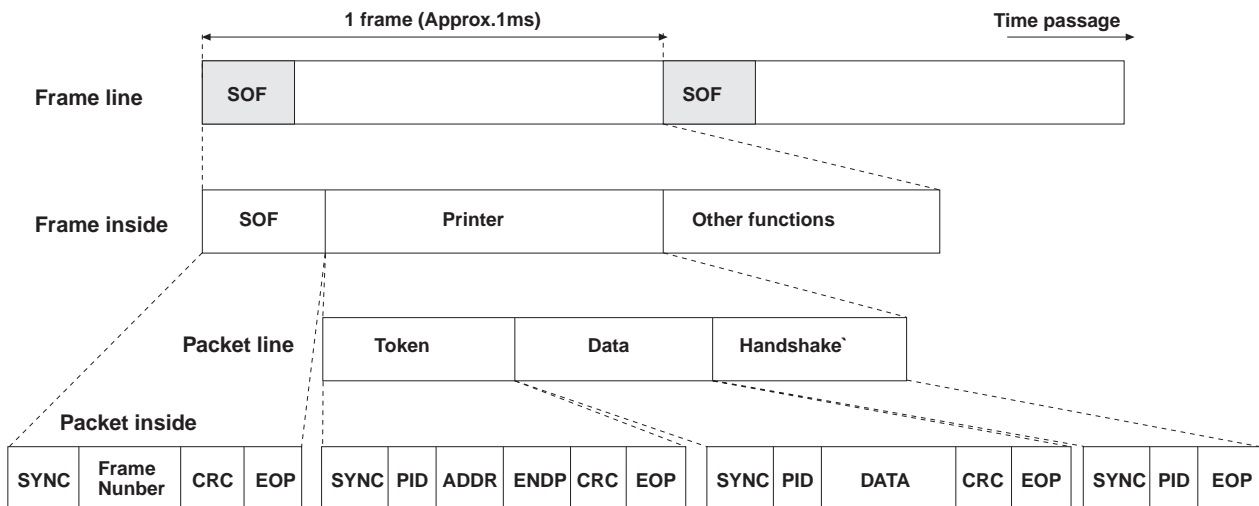 1 frame (Approx.1ms)
Time passage
Frame line
SOF
SOF
Frame inside
SOF
Printer
Other functions
Packet line
Token
Data
Handshake`
Packet inside
SYNC
Frame
Nunber
CRC
EOP
SYNC
PID
ADDR
ENDP
CRC
EOP
SYNC
PID
DATA
CRC
EOP
SYNC
PID
EOP